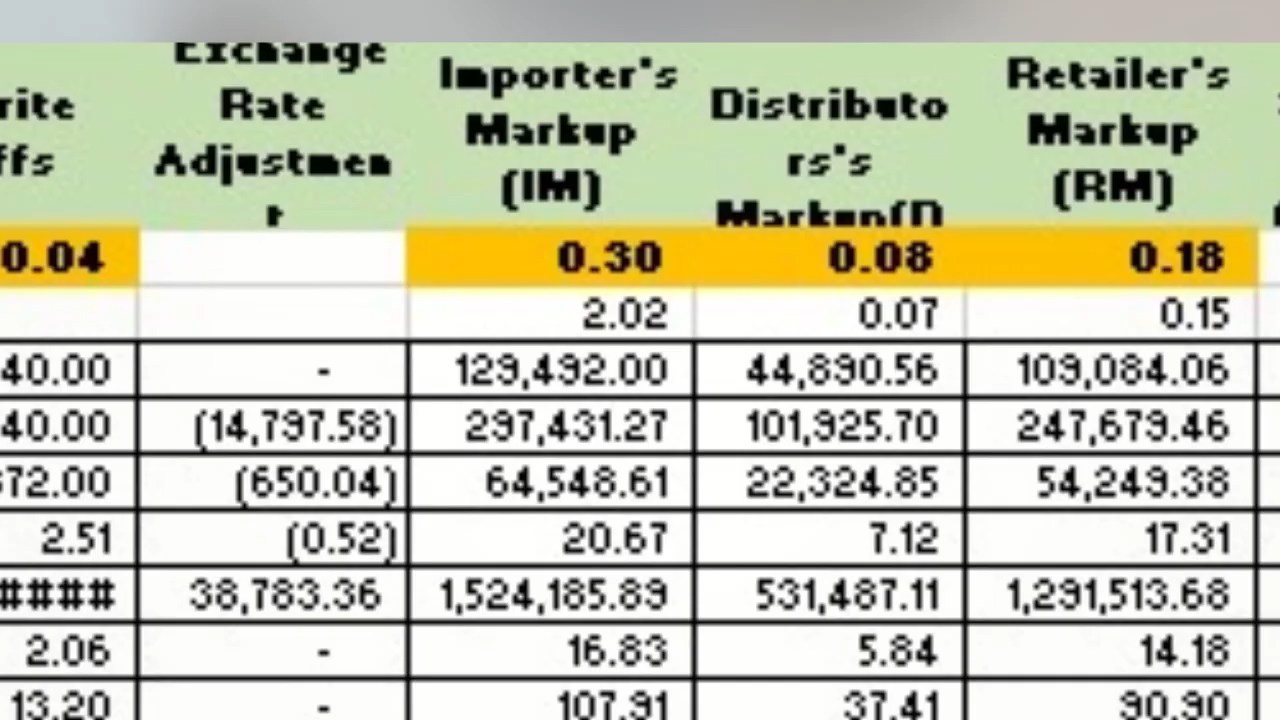 rite
ffs
Exchange
Rate
Adjustmen
t
Importer's
Markup
(IM)
Distributo
rs's
Markup(D
Retailer's
Markup
(RM)
0.04 0.30 0.08 0.18
2.02 0.07 0.15
40.00 - 129,492.00 44,890.56 109,084.06
40.00 (14,797.58) 297,431.27 101,925.70 247,679.46
372.00 (650.04) 64,548.61 22,324.85 54,249.38
2.51 (0.52) 20.67 7.12 17.31
#### 38,783.36 1,524,185.89 531,487.11 1,291,513.68
2.06 - 16.83 5.84 14.18
13.20 - 107.91 37.41 90.90